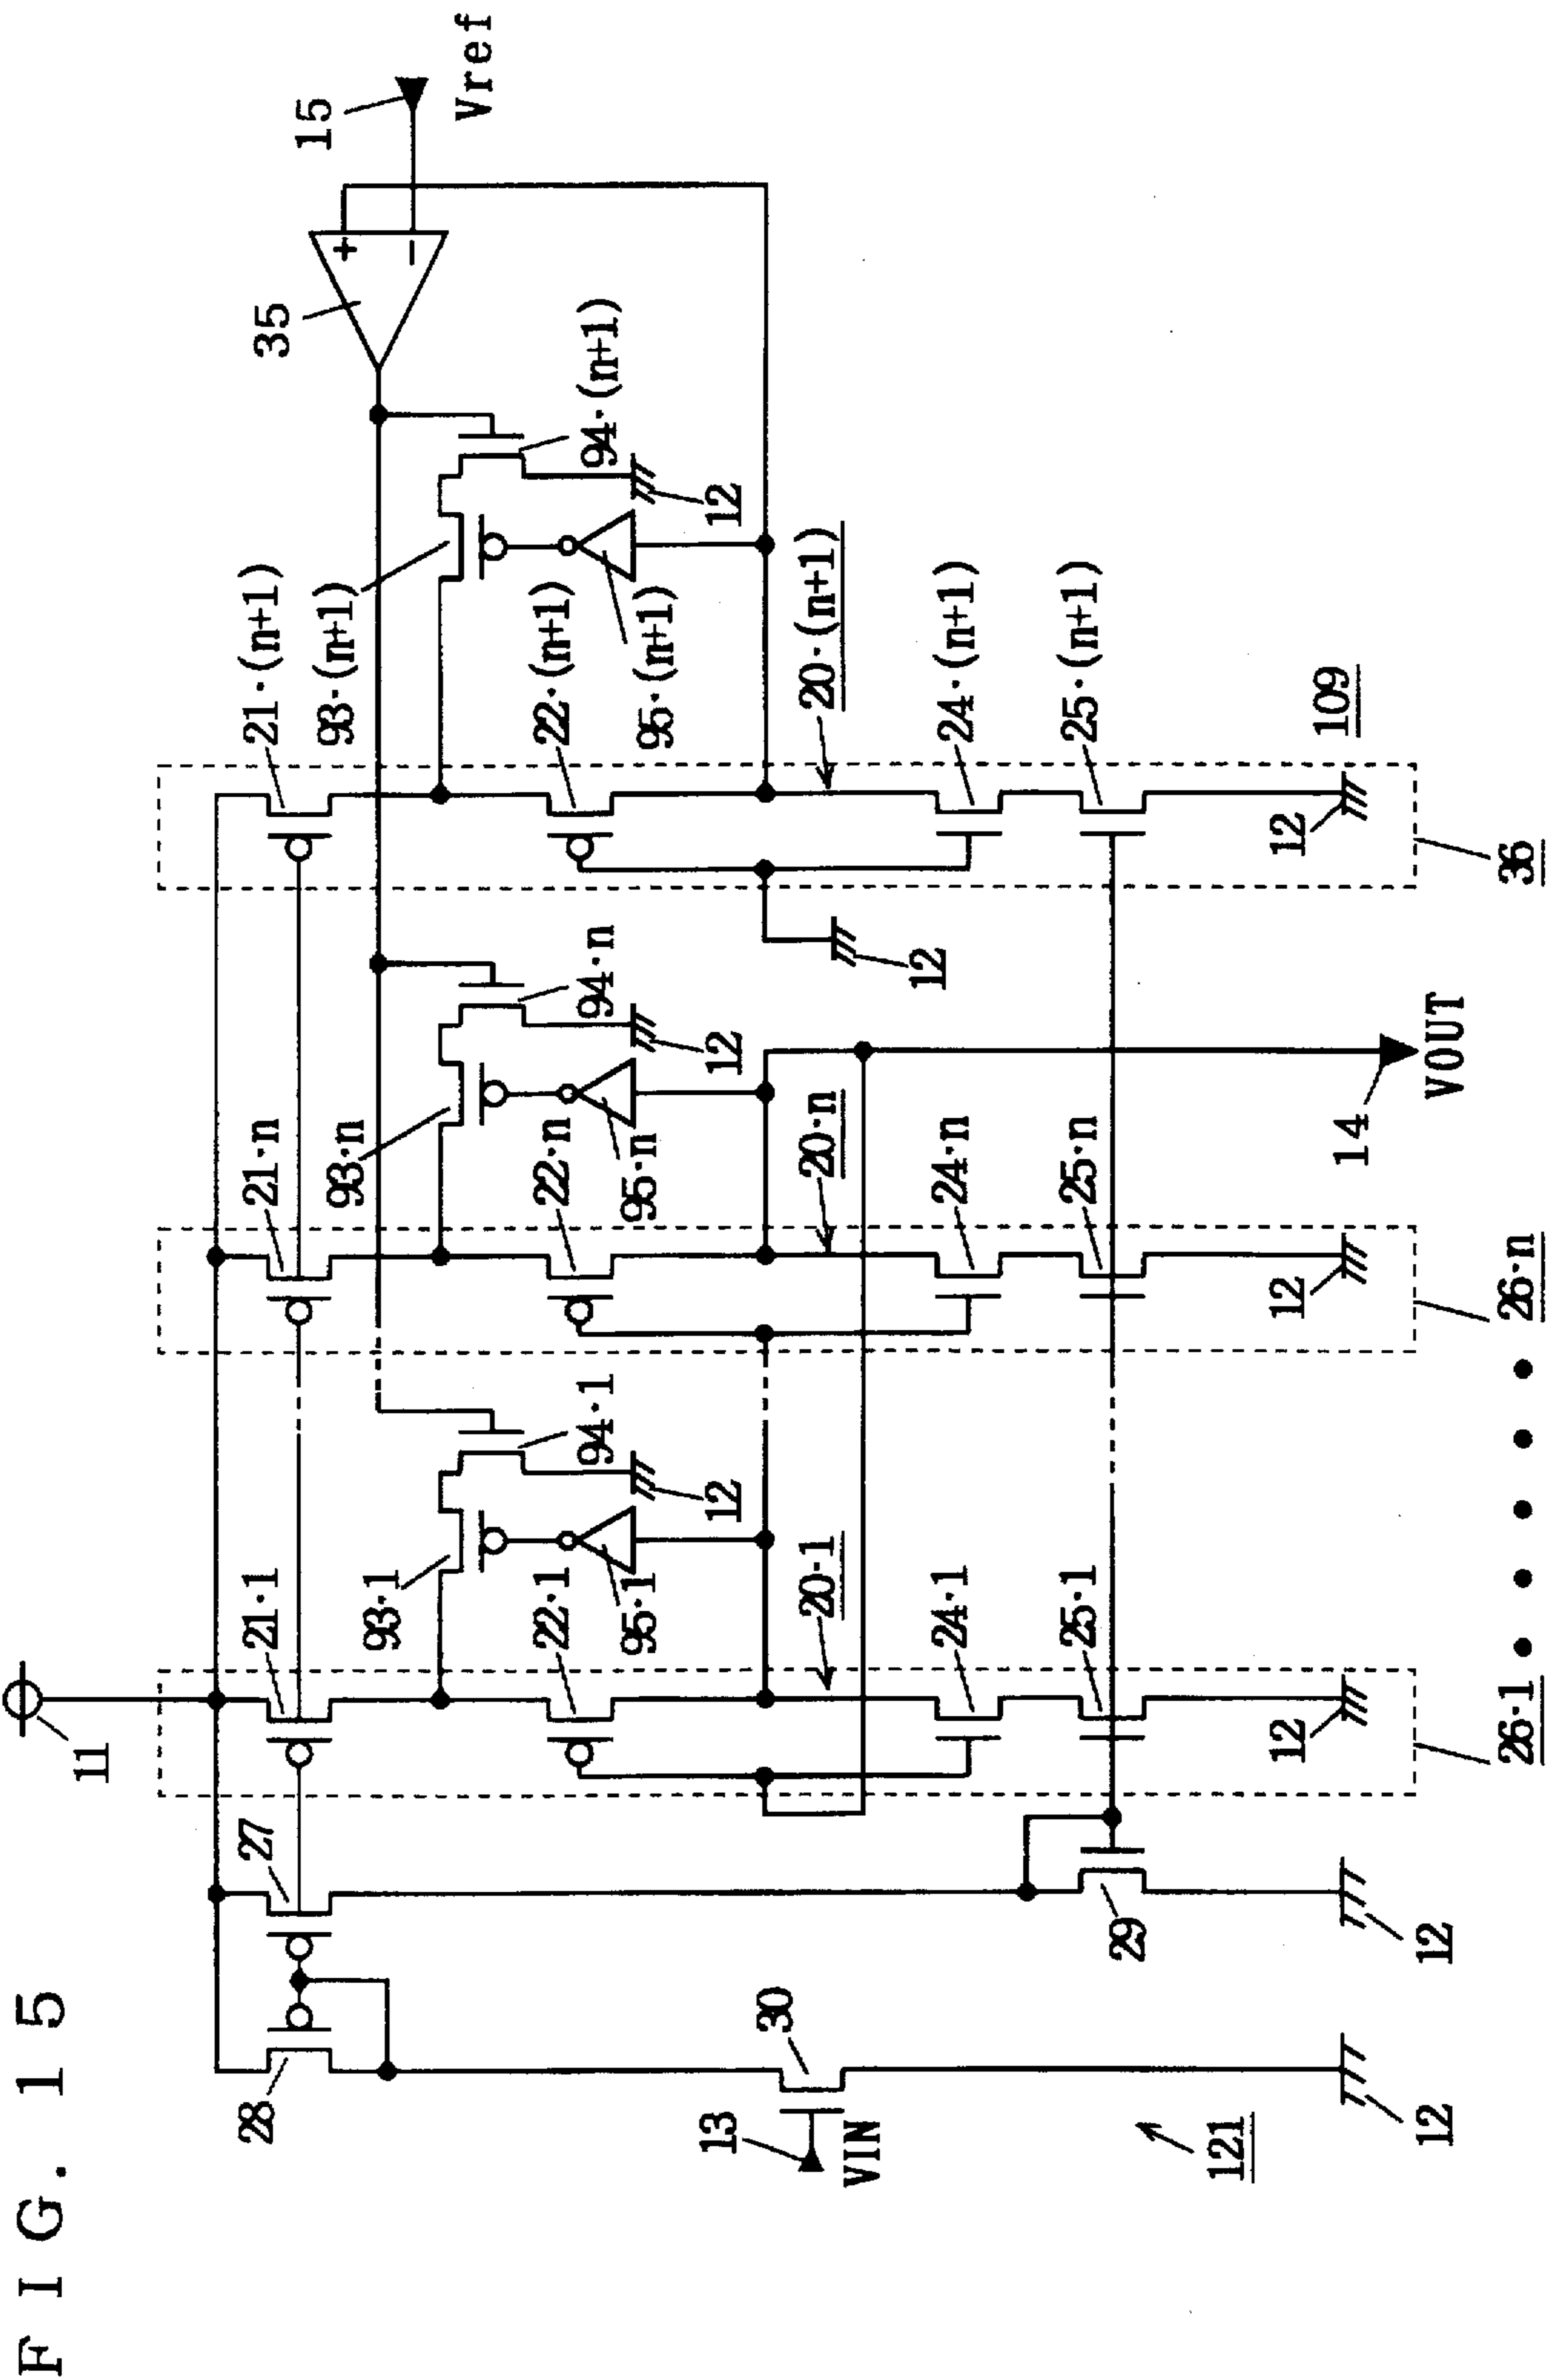 FIG. 15
11
28
27
21·1
21·n
21·(n+1)
35
15
Vref
93·1
94·1
93·n
94·n
93·(n+1)
94·(n+1)
22·1
95·1
12
22·n
95·n
12
22·(n+1)
95·(n+1)
12
13
VIN
30
20·1
20·n
12
20·(n+1)
24·1
24·n
24·(n+1)
29
25·1
25·n
25·(n+1)
121
12
12
12
12
12
14
VOUT
109
26·1
26·n
36